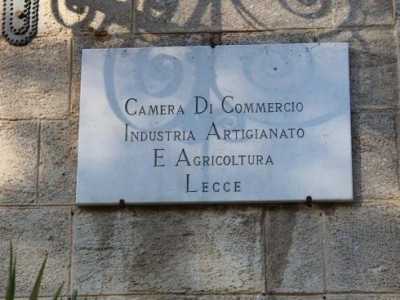 Camera Di Commercio
Industria Artigianato
E Agricoltura
Lecce